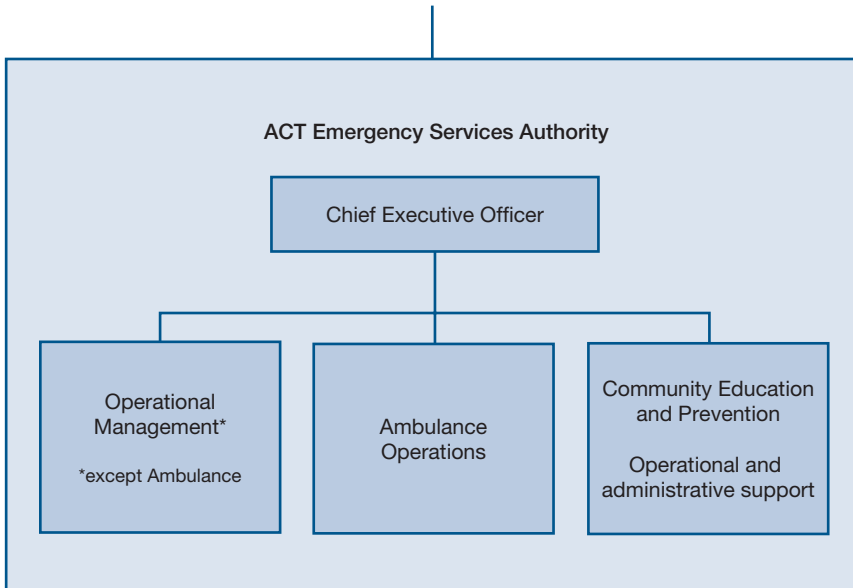 ACT Emergency Services Authority
Chief Executive Officer
Operational
Management*
*except Ambulance
Ambulance
Operations
Community Education
and Prevention
Operational and
administrative support